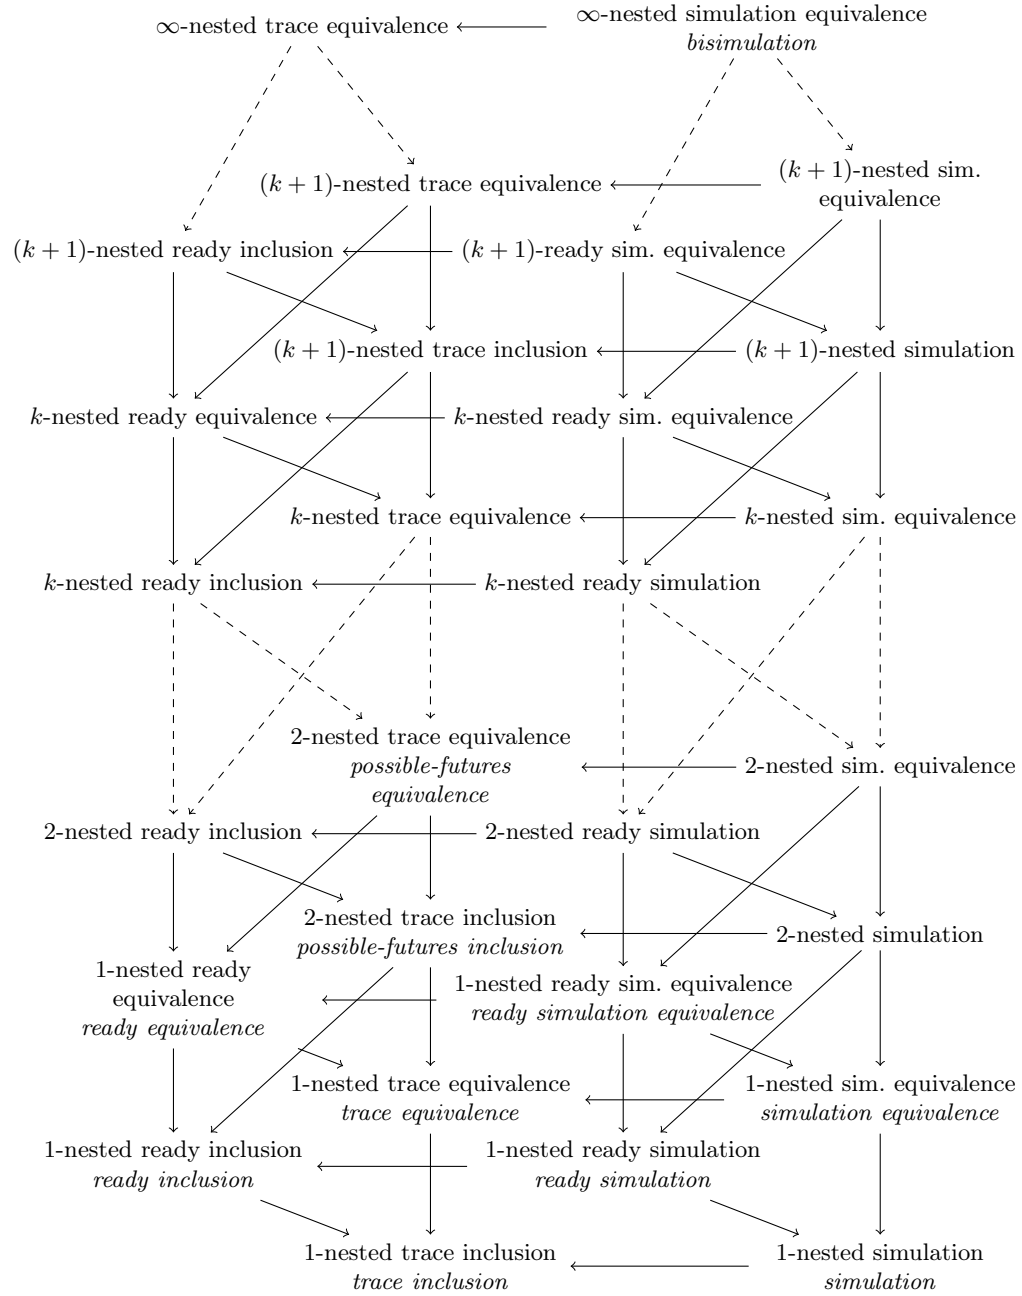 ∞-nested trace equivalence
∞-nested simulation equivalence
bisimulation
(k + 1)-nested trace equivalence
(k + 1)-nested sim.
equivalence
(k + 1)-nested ready inclusion
(k + 1)-ready sim. equivalence
(k + 1)-nested trace inclusion
(k + 1)-nested simulation
k-nested ready equivalence
k-nested ready sim. equivalence
k-nested trace equivalence
k-nested sim. equivalence
k-nested ready inclusion
k-nested ready simulation
2-nested trace equivalence
possible-futures
equivalence
2-nested sim. equivalence
2-nested ready inclusion
2-nested ready simulation
2-nested trace inclusion
possible-futures inclusion
2-nested simulation
1-nested ready
equivalence
ready equivalence
1-nested ready sim. equivalence
ready simulation equivalence
1-nested trace equivalence
trace equivalence
1-nested sim. equivalence
simulation equivalence
1-nested ready inclusion
ready inclusion
1-nested ready simulation
ready simulation
1-nested trace inclusion
trace inclusion
1-nested simulation
simulation